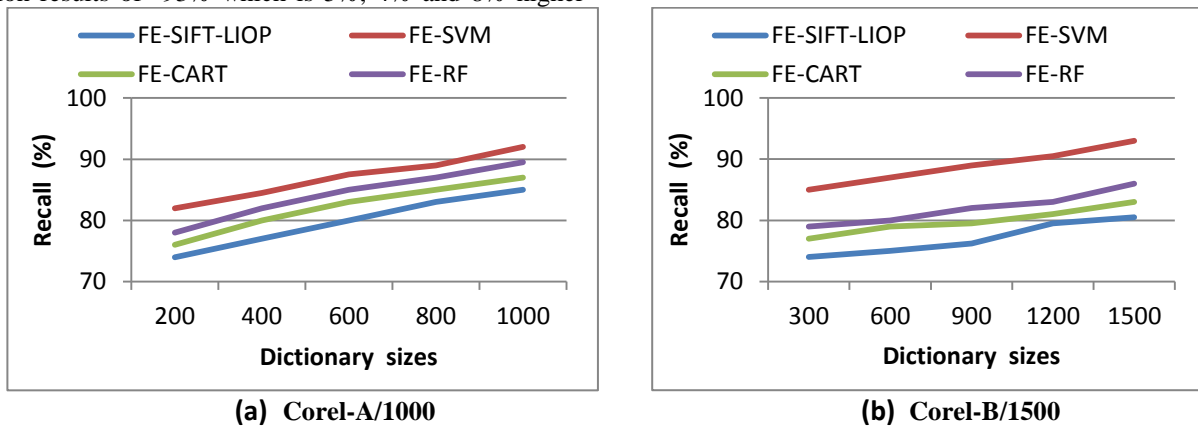 FE-SIFT-LIOP FE-SVM
FE-CART FE-RF
100
90
80
70
Recall (%)
200 400 600 800 1000
Dictionary sizes
(a) Corel-A/1000
FE-SIFT-LIOP FE-SVM
FE-CART FE-RF
100
90
80
70
Recall (%)
300 600 900 1200 1500
Dictionary sizes
(b) Corel-B/1500